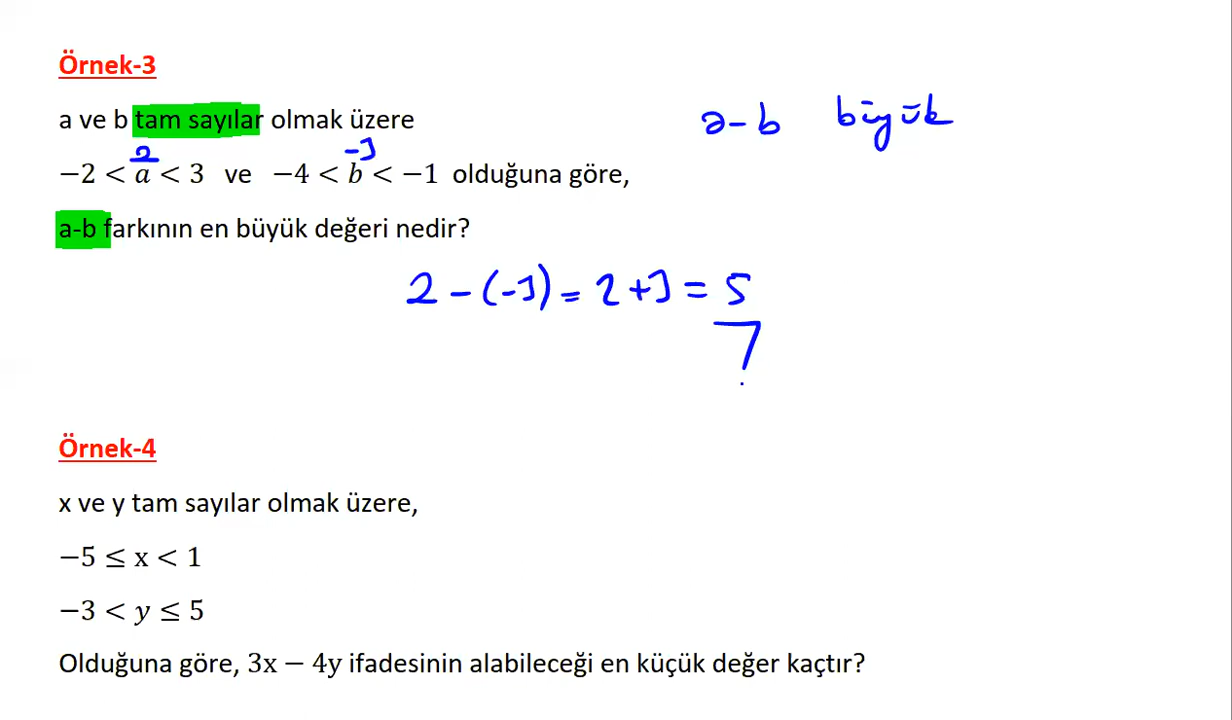 Örnek-3
a ve b tam sayılar olmak üzere
a - b büyük
2 -3
−2 < a < 3 ve −4 < b < −1 olduğuna göre,
a-b farkının en büyük değeri nedir?
2 - (-3) = 2 + 3 = 5
Örnek-4
x ve y tam sayılar olmak üzere,
−5 ≤ x < 1
−3 < y ≤ 5
Olduğuna göre, 3x − 4y ifadesinin alabileceği en küçük değer kaçtır?